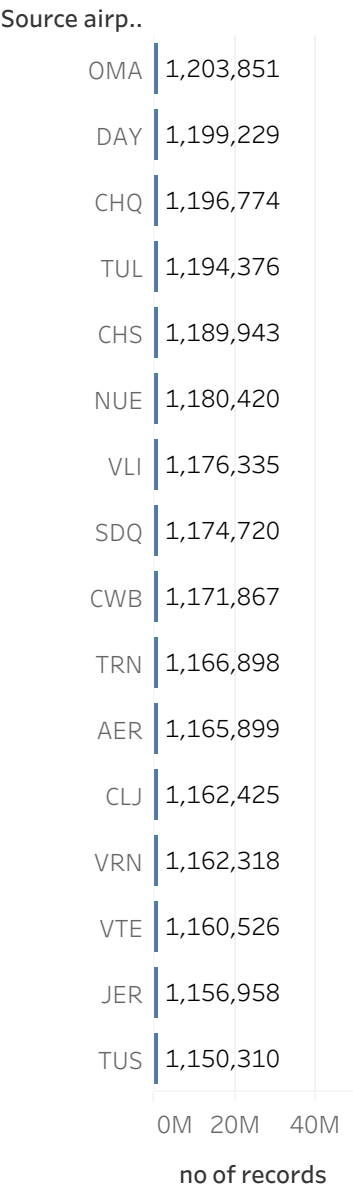 Source airp..
OMA 1,203,851
DAY 1,199,229
CHQ 1,196,774
TUL 1,194,376
CHS 1,189,943
NUE 1,180,420
VLI 1,176,335
SDQ 1,174,720
CWB 1,171,867
TRN 1,166,898
AER 1,165,899
CLJ 1,162,425
VRN 1,162,318
VTE 1,160,526
JER 1,156,958
TUS 1,150,310
0M 20M 40M
no of records